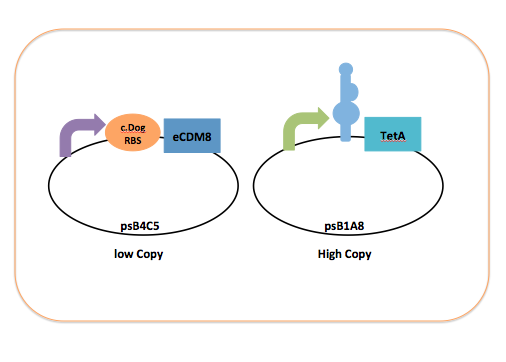 c.Dog
RBS
eCDM8
TetA
psB4C5
psB1A8
low Copy
High Copy